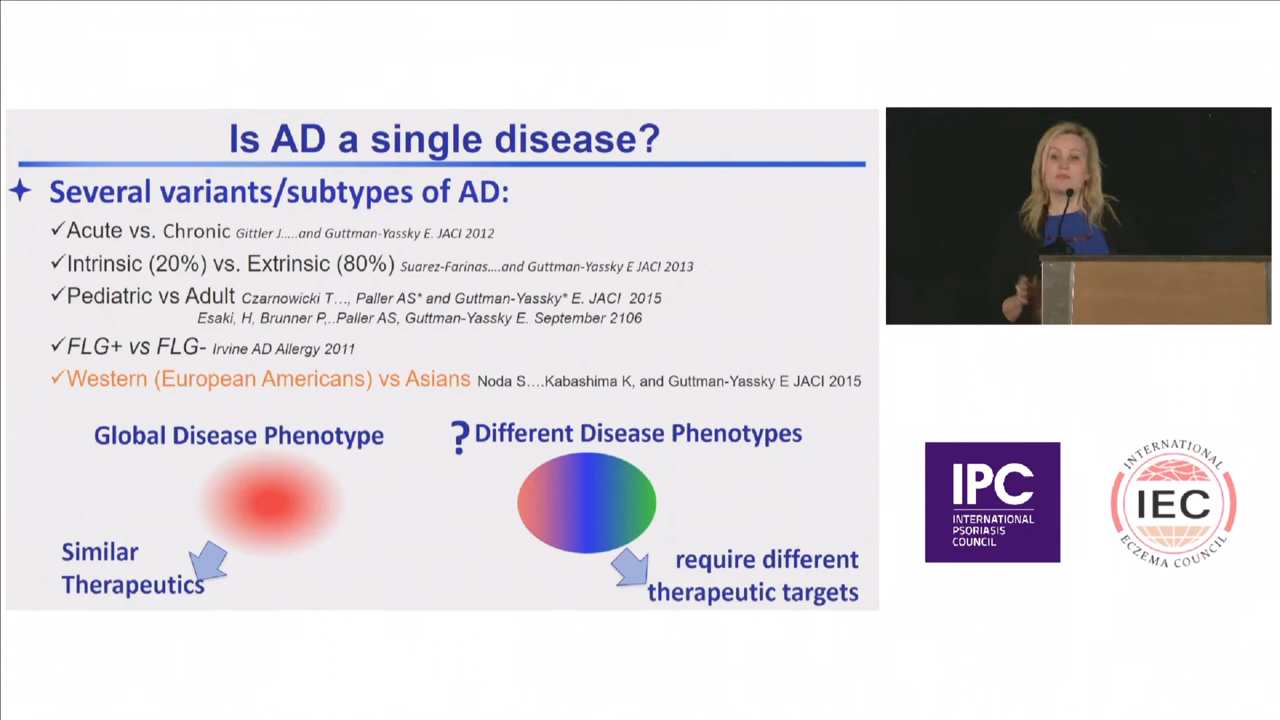 Is AD a single disease?
Several variants/subtypes of AD:
✓Acute vs. Chronic Gittler J.....and Guttman-Yassky E. JACI 2012
✓Intrinsic (20%) vs. Extrinsic (80%) Suarez-Farinas....and Guttman-Yassky E JACI 2013
✓Pediatric vs Adult Czarnowicki T…, Paller AS* and Guttman-Yassky* E. JACI 2015
Esaki, H, Brunner P,..Paller AS, Guttman-Yassky E. September 2106
✓FLG+ vs FLG- Irvine AD Allergy 2011
✓Western (European Americans) vs Asians Noda S….Kabashima K, and Guttman-Yassky E JACI 2015
Global Disease Phenotype
? Different Disease Phenotypes
Similar
Therapeutics
require different
therapeutic targets
IPC
INTERNATIONAL
PSORIASIS
COUNCIL
INTERNATIONAL
IEC
ECZEMA COUNCIL